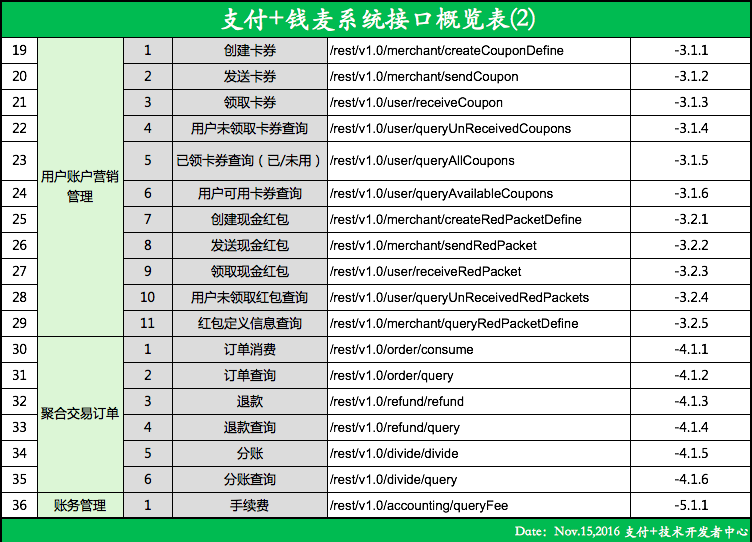 支付+钱麦系统接口概览表(2)
19 1 创建卡券 /rest/v1.0/merchant/createCouponDefine -3.1.1
20 2 发送卡券 /rest/v1.0/merchant/sendCoupon -3.1.2
21 3 领取卡券 /rest/v1.0/user/receiveCoupon -3.1.3
22 4 用户未领取卡券查询 /rest/v1.0/user/queryUnReceivedCoupons -3.1.4
23 5 已领卡券查询（已/未用） /rest/v1.0/user/queryAllCoupons -3.1.5
用户账户营销
管理
24 6 用户可用卡券查询 /rest/v1.0/user/queryAvailableCoupons -3.1.6
25 7 创建现金红包 /rest/v1.0/merchant/createRedPacketDefine -3.2.1
26 8 发送现金红包 /rest/v1.0/merchant/sendRedPacket -3.2.2
27 9 领取现金红包 /rest/v1.0/user/receiveRedPacket -3.2.3
28 10 用户未领取红包查询 /rest/v1.0/user/queryUnReceivedRedPackets -3.2.4
29 11 红包定义信息查询 /rest/v1.0/merchant/queryRedPacketDefine -3.2.5
30 1 订单消费 /rest/v1.0/order/consume -4.1.1
31 2 订单查询 /rest/v1.0/order/query -4.1.2
32 3 退款 /rest/v1.0/refund/refund -4.1.3
聚合交易订单
33 4 退款查询 /rest/v1.0/refund/query -4.1.4
34 5 分账 /rest/v1.0/divide/divide -4.1.5
35 6 分账查询 /rest/v1.0/divide/query -4.1.6
36 账务管理 1 手续费 /rest/v1.0/accounting/queryFee -5.1.1
Date：Nov.15,2016 支付+技术开发者中心